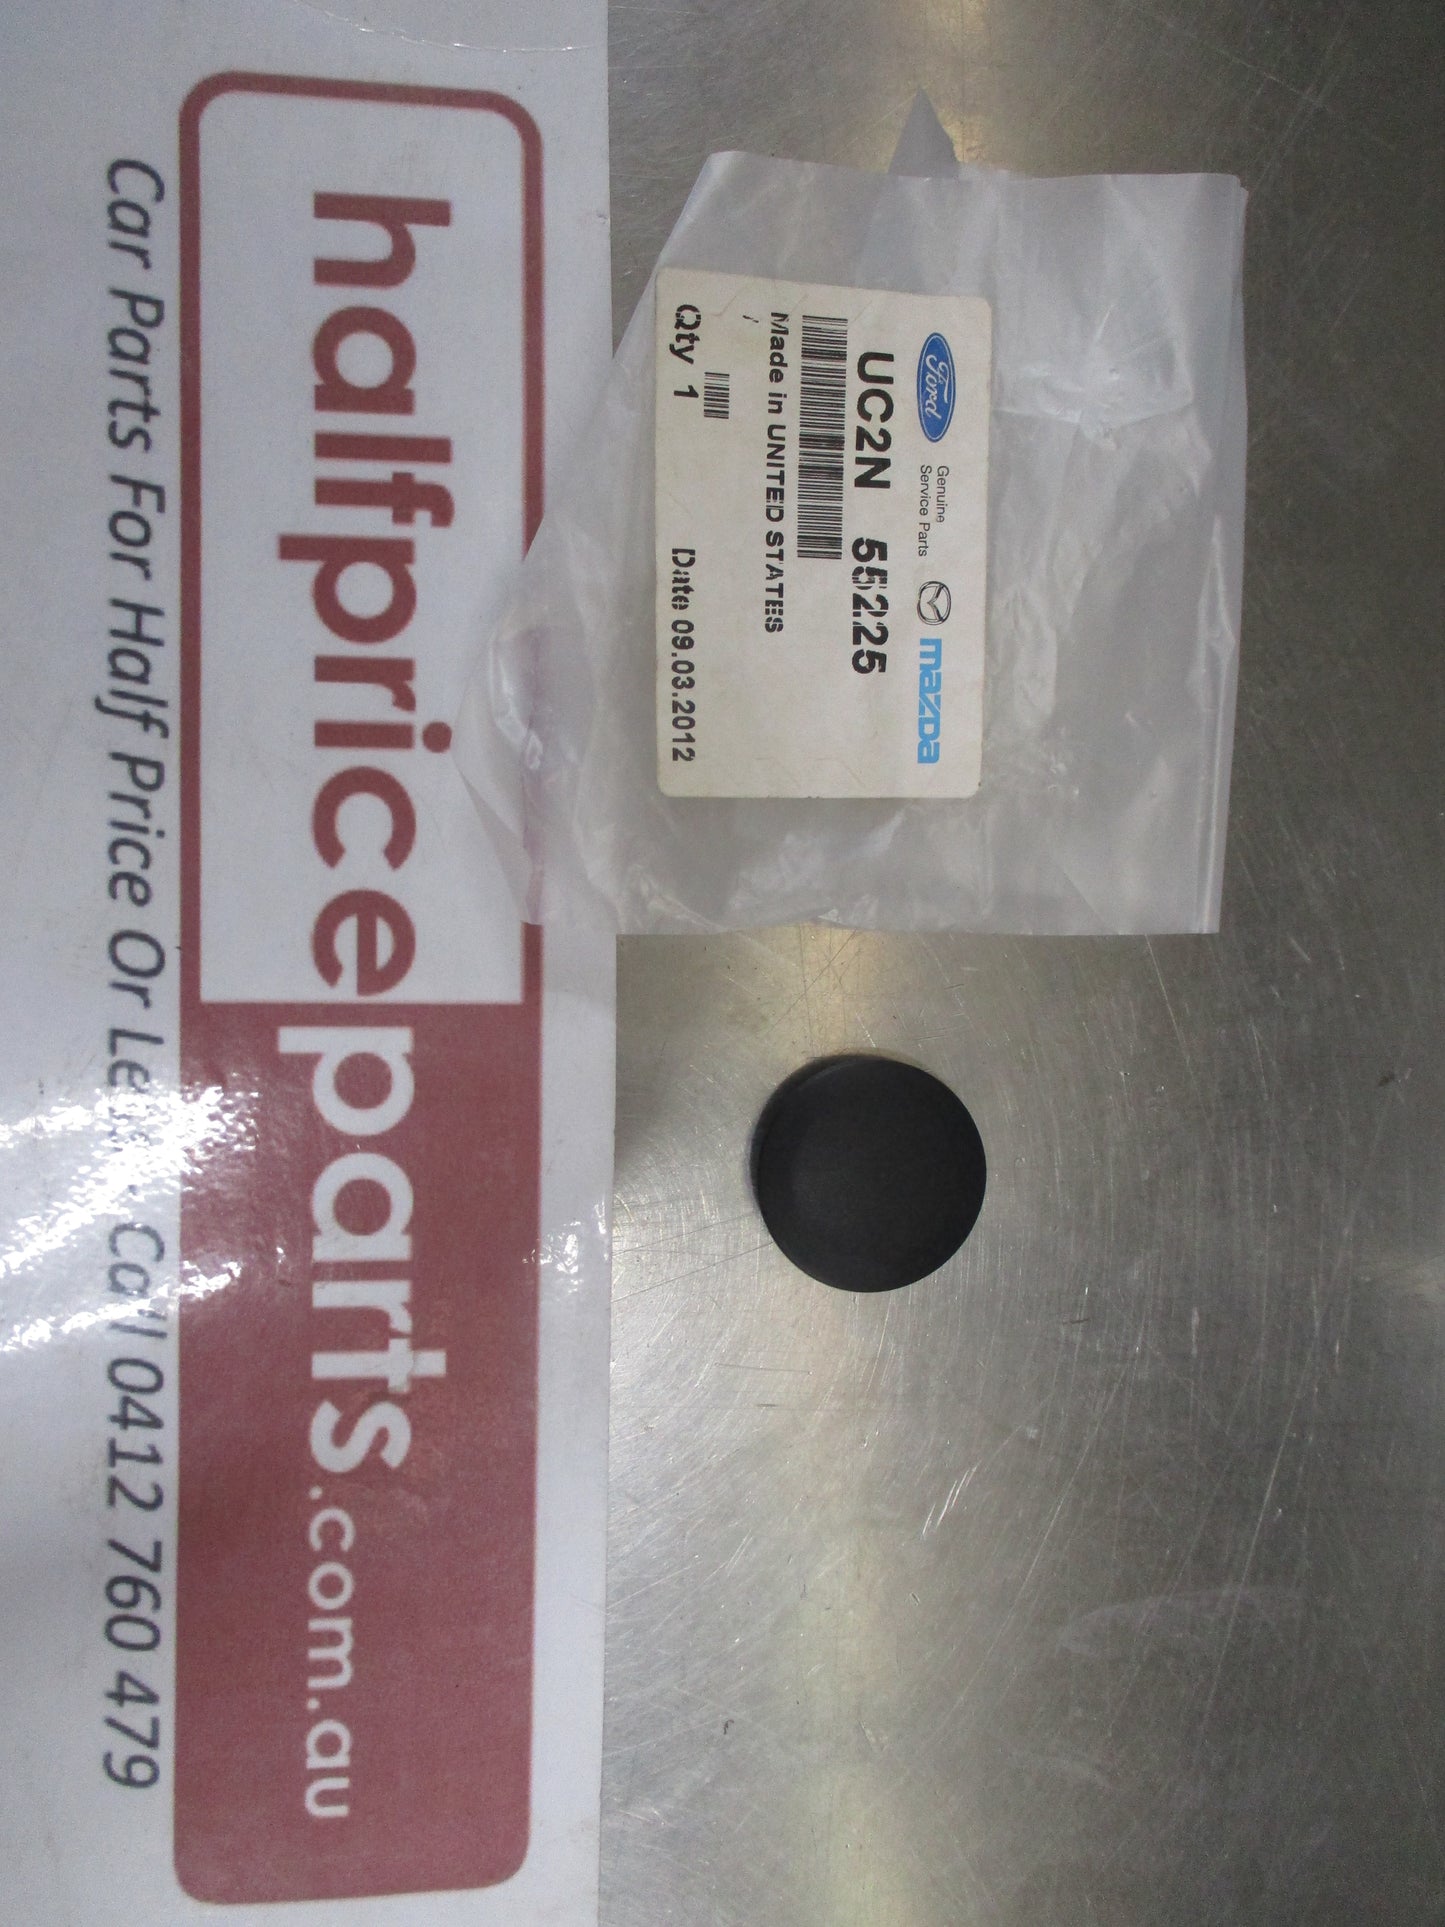 Ford
Genuine
Service Parts
mazda
UC2N 55225
Made in UNITED STATES
Qty 1
Date 09.03.2012
halfpriceparts.com.au
Car Parts For Half Price Or Less - Call 0412 760 479